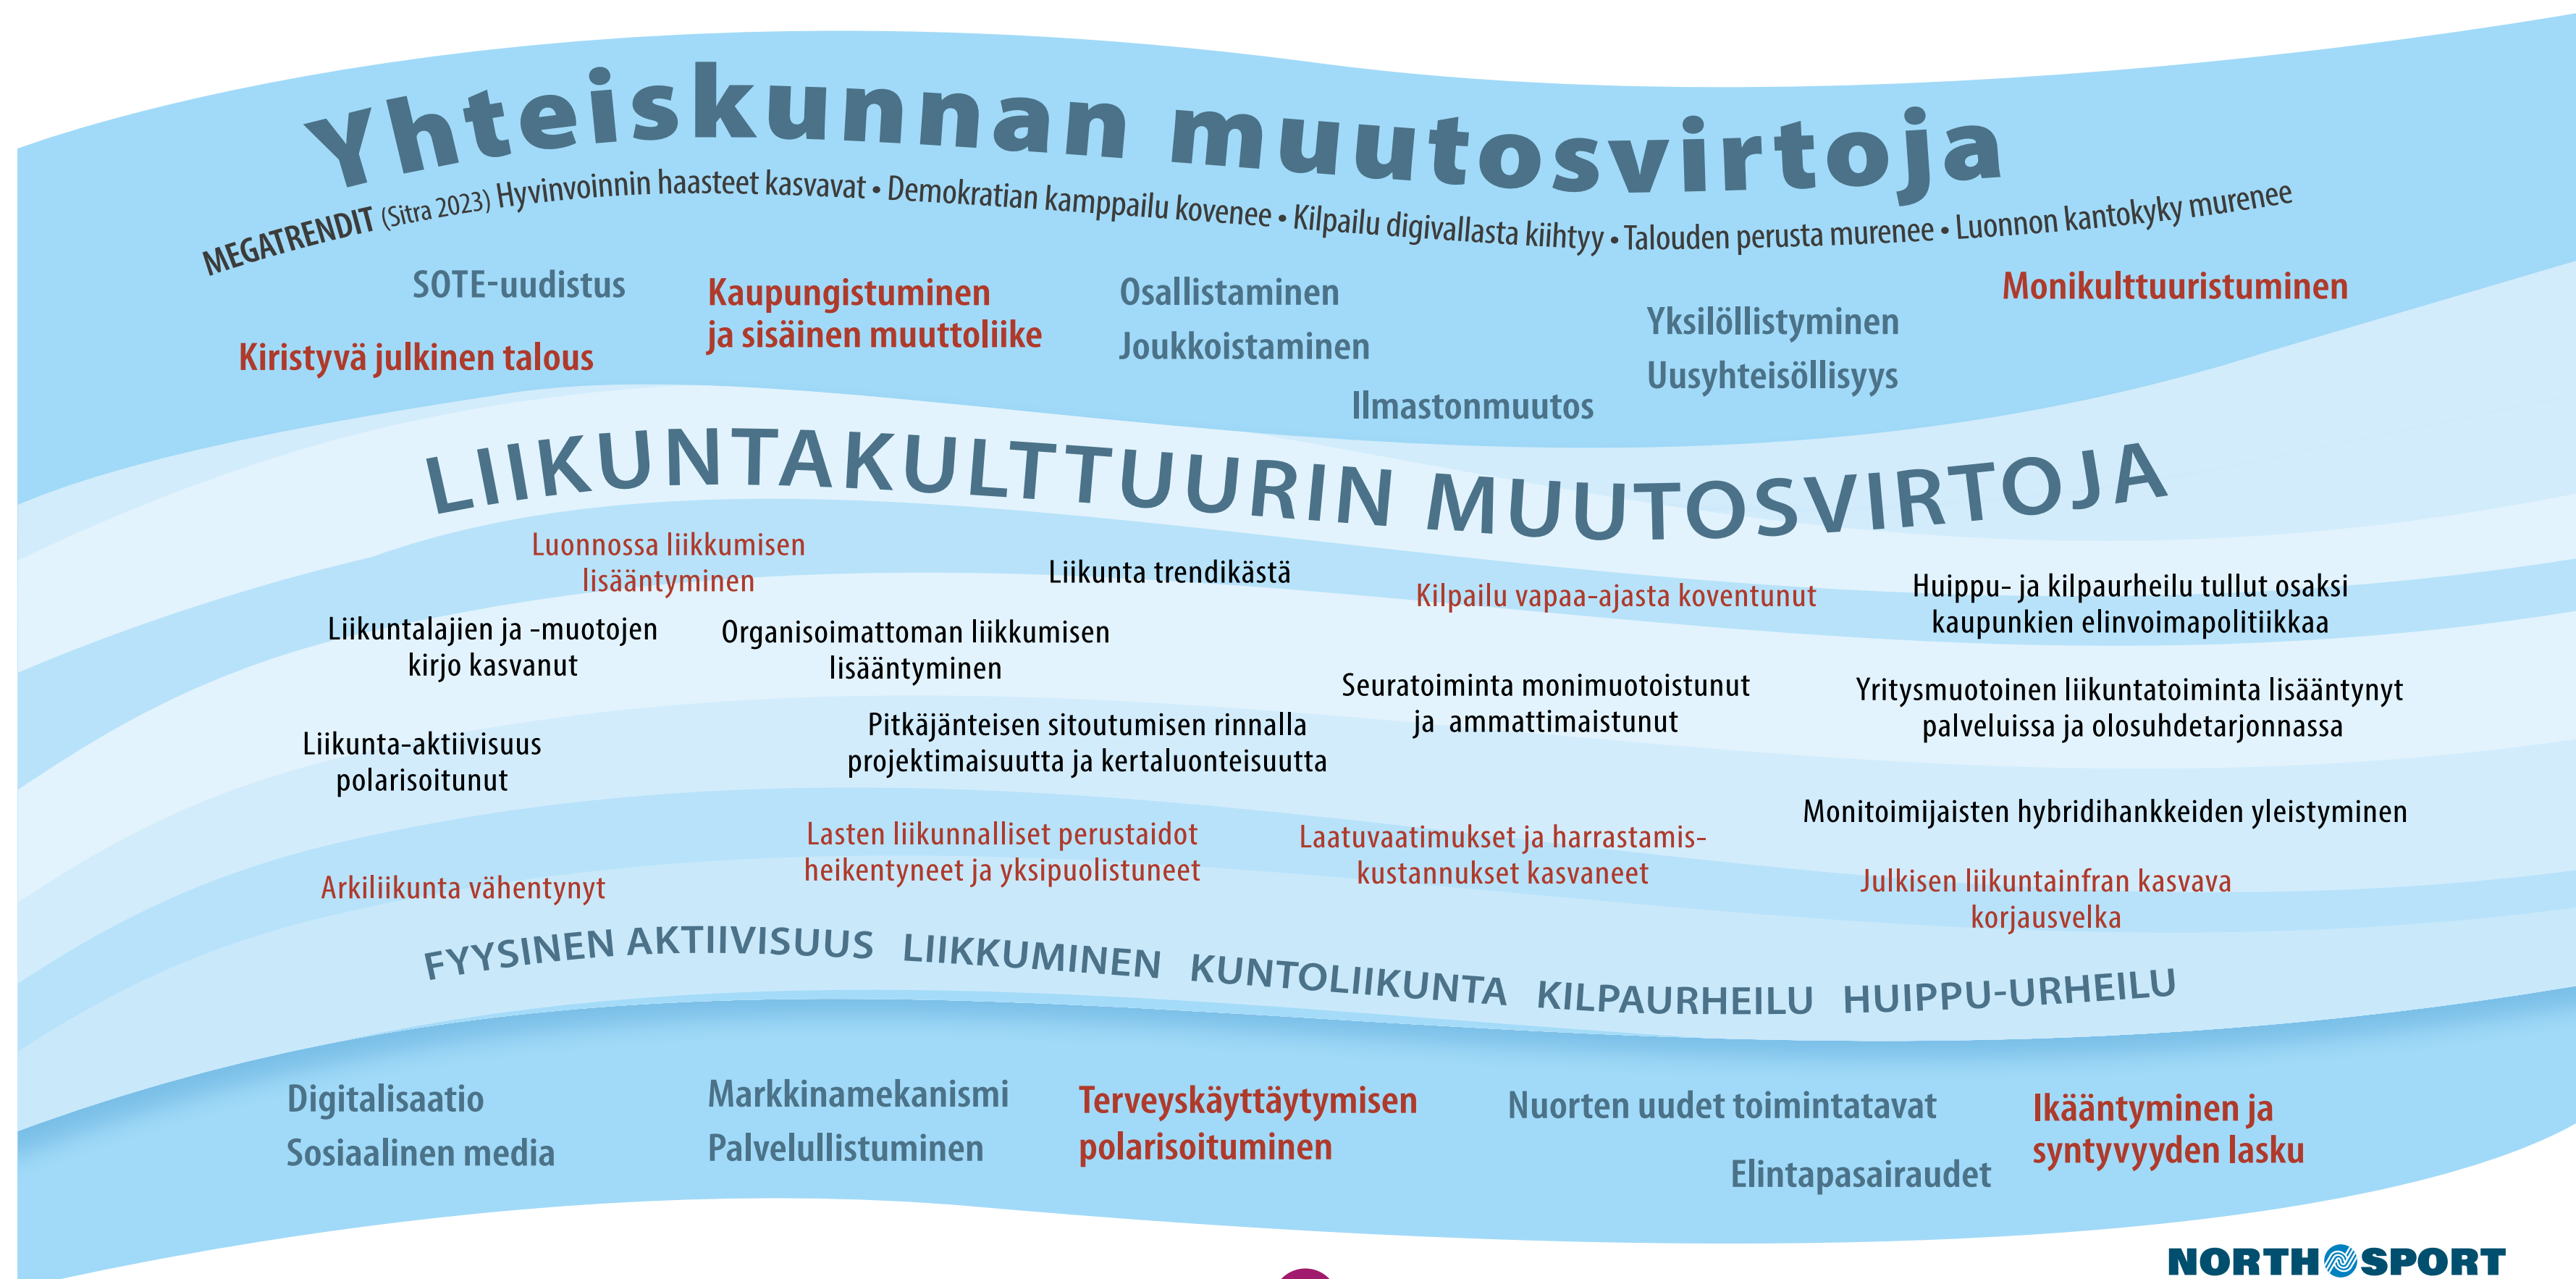 Yhteiskunnan muutosvirtoja
MEGATRENDIT (Sitra 2023) Hyvinvoinnin haasteet kasvavat • Demokratian kamppailu kovenee • Kilpailu digivallasta kiihtyy • Talouden perusta murenee • Luonnon kantokyky murenee
SOTE-uudistus
Kiristyvä julkinen talous
Kaupungistuminen
ja sisäinen muuttoliike
Osallistaminen
Joukkoistaminen
Ilmastonmuutos
Yksilöllistyminen
Uusyhteisöllisyys
Monikulttuuristuminen
LIIKUNTAKULTTUURIN MUUTOSVIRTOJA
Luonnossa liikkumisen
lisääntyminen
Liikunta trendikästä
Kilpailu vapaa-ajasta koventunut
Huippu- ja kilpaurheilu tullut osaksi
kaupunkien elinvoimapolitiikkaa
Liikuntalajien ja -muotojen
kirjo kasvanut
Organisoimattoman liikkumisen
lisääntyminen
Seuratoiminta monimuotoistunut
ja ammattimaistunut
Yritysmuotoinen liikuntatoiminta lisääntynyt
palveluissa ja olosuhdetarjonnassa
Liikunta-aktiivisuus
polarisoitunut
Pitkäjänteisen sitoutumisen rinnalla
projektimaisuutta ja kertaluonteisuutta
Monitoimijaisten hybridihankkeiden yleistyminen
Arkiliikunta vähentynyt
Lasten liikunnalliset perustaidot
heikentyneet ja yksipuolistuneet
Laatuvaatimukset ja harrastamis-
kustannukset kasvaneet
Julkisen liikuntainfran kasvava
korjausvelka
FYYSINEN AKTIIVISUUS LIIKKUMINEN KUNTOLIIKUNTA KILPAURHEILU HUIPPU-URHEILU
Digitalisaatio
Sosiaalinen media
Markkinamekanismi
Palvelullistuminen
Terveyskäyttäytymisen
polarisoituminen
Nuorten uudet toimintatavat
Elintapasairaudet
Ikääntyminen ja
syntyvyyden lasku
NORTH SPORT